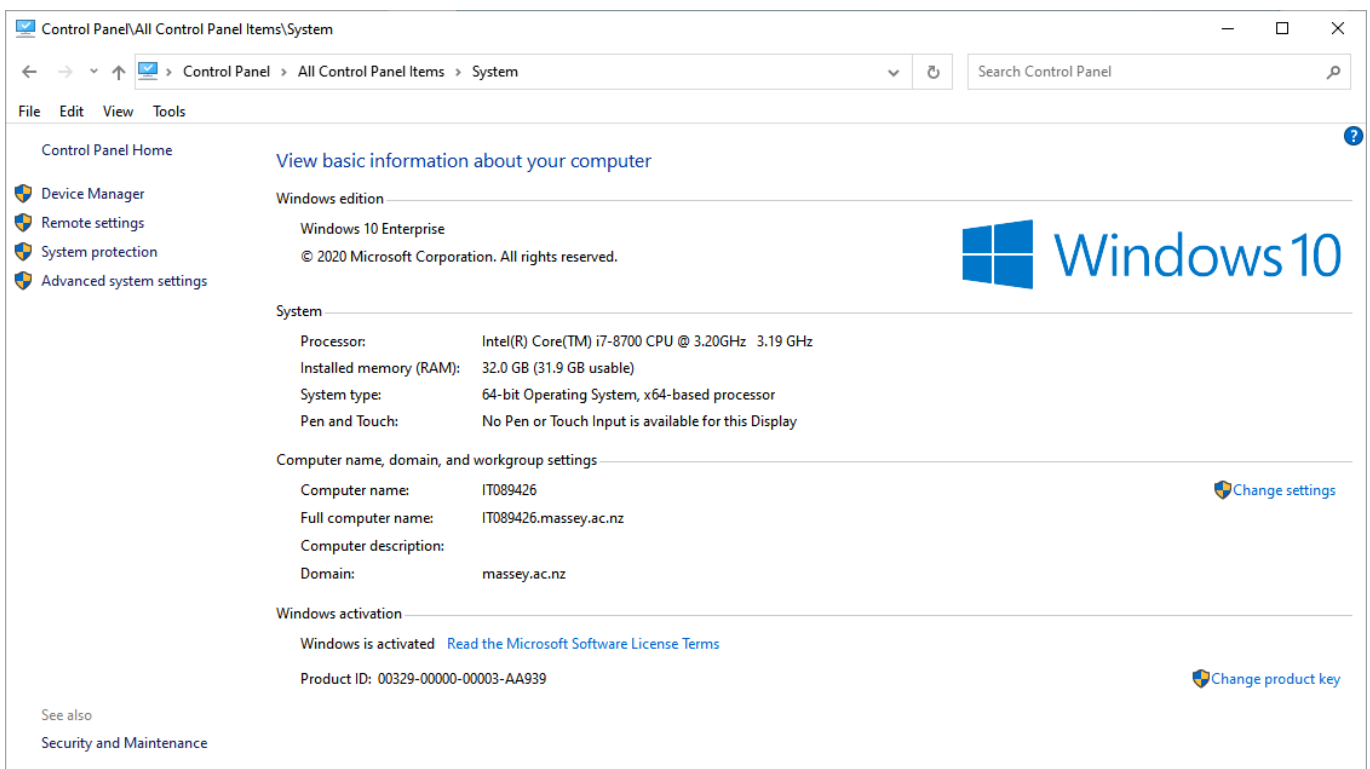 Control Panel\All Control Panel Items\System
Control Panel › All Control Panel Items › System
Search Control Panel
File Edit View Tools
?
Control Panel Home
Device Manager
Remote settings
System protection
Advanced system settings
View basic information about your computer
Windows edition
Windows 10 Enterprise
© 2020 Microsoft Corporation. All rights reserved.
Windows 10
System
Processor: Intel(R) Core(TM) i7-8700 CPU @ 3.20GHz 3.19 GHz
Installed memory (RAM): 32.0 GB (31.9 GB usable)
System type: 64-bit Operating System, x64-based processor
Pen and Touch: No Pen or Touch Input is available for this Display
Computer name, domain, and workgroup settings
Computer name: IT089426
Change settings
Full computer name: IT089426.massey.ac.nz
Computer description:
Domain: massey.ac.nz
Windows activation
Windows is activated Read the Microsoft Software License Terms
Product ID: 00329-00000-00003-AA939
Change product key
See also
Security and Maintenance